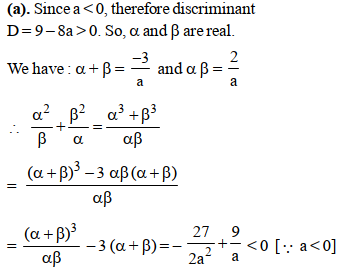 (a). Since a < 0, therefore discriminant
D = 9 – 8a > 0. So, α and β are real.
We have : α + β = –3/a and α β = 2/a
∴ α²/β + β²/α = (α³ + β³)/αβ
= ((α + β)³ – 3 αβ (α + β))/αβ
= (α + β)³/αβ – 3 (α + β) = – 27/2a² + 9/a < 0 [∵ a < 0]